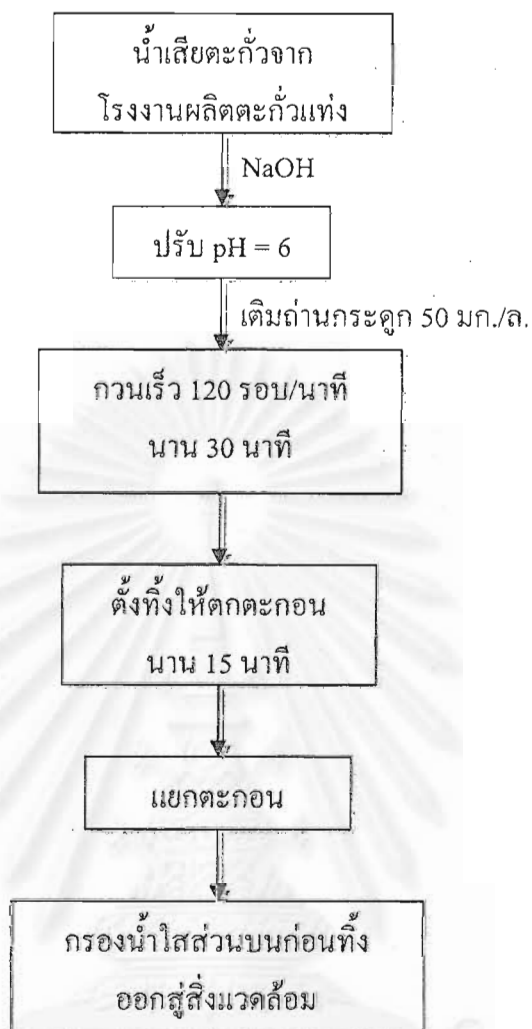 น้ำเสียตะกั่วจาก
โรงงานผลิตตะกั่วแท่ง
NaOH
ปรับ pH = 6
เติมถ่านกระดูก 50 มก./ล.
กวนเร็ว 120 รอบ/นาที
นาน 30 นาที
ตั้งทิ้งให้ตกตะกอน
นาน 15 นาที
แยกตะกอน
กรองน้ำใสส่วนบนก่อนทิ้ง
ออกสู่สิ่งแวดล้อม